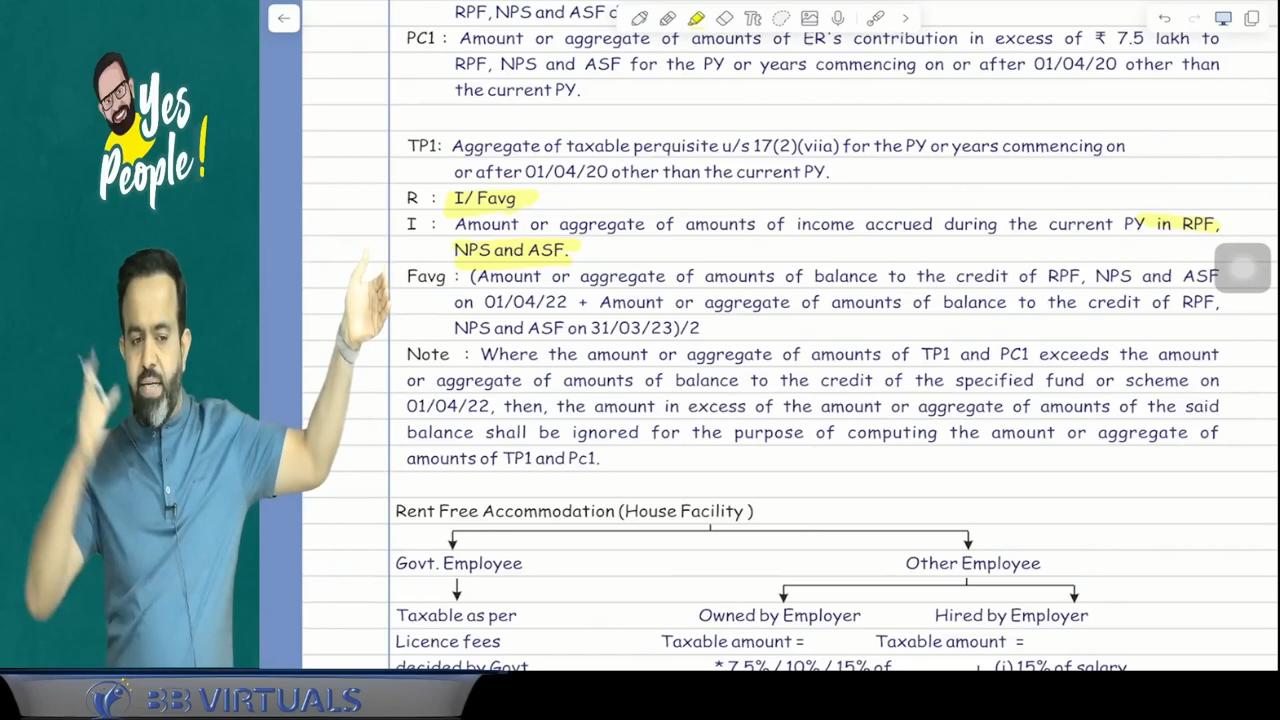 Yes
People!
RPF, NPS and ASF
PC1 : Amount or aggregate of amounts of ER's contribution in excess of ₹ 7.5 lakh to
RPF, NPS and ASF for the PY or years commencing on or after 01/04/20 other than
the current PY.
TP1: Aggregate of taxable perquisite u/s 17(2)(viia) for the PY or years commencing on
or after 01/04/20 other than the current PY.
R : I/ Favg
I : Amount or aggregate of amounts of income accrued during the current PY in RPF,
NPS and ASF.
Favg : (Amount or aggregate of amounts of balance to the credit of RPF, NPS and ASF
on 01/04/22 + Amount or aggregate of amounts of balance to the credit of RPF,
NPS and ASF on 31/03/23)/2
Note : Where the amount or aggregate of amounts of TP1 and PC1 exceeds the amount
or aggregate of amounts of balance to the credit of the specified fund or scheme on
01/04/22, then, the amount in excess of the amount or aggregate of amounts of the said
balance shall be ignored for the purpose of computing the amount or aggregate of
amounts of TP1 and Pc1.
Rent Free Accommodation (House Facility )
Govt. Employee Other Employee
Taxable as per Owned by Employer Hired by Employer
Licence fees Taxable amount = Taxable amount =
decided by Govt * 7.5% / 10% / 15% of (i) 15% of salary
BB VIRTUALS